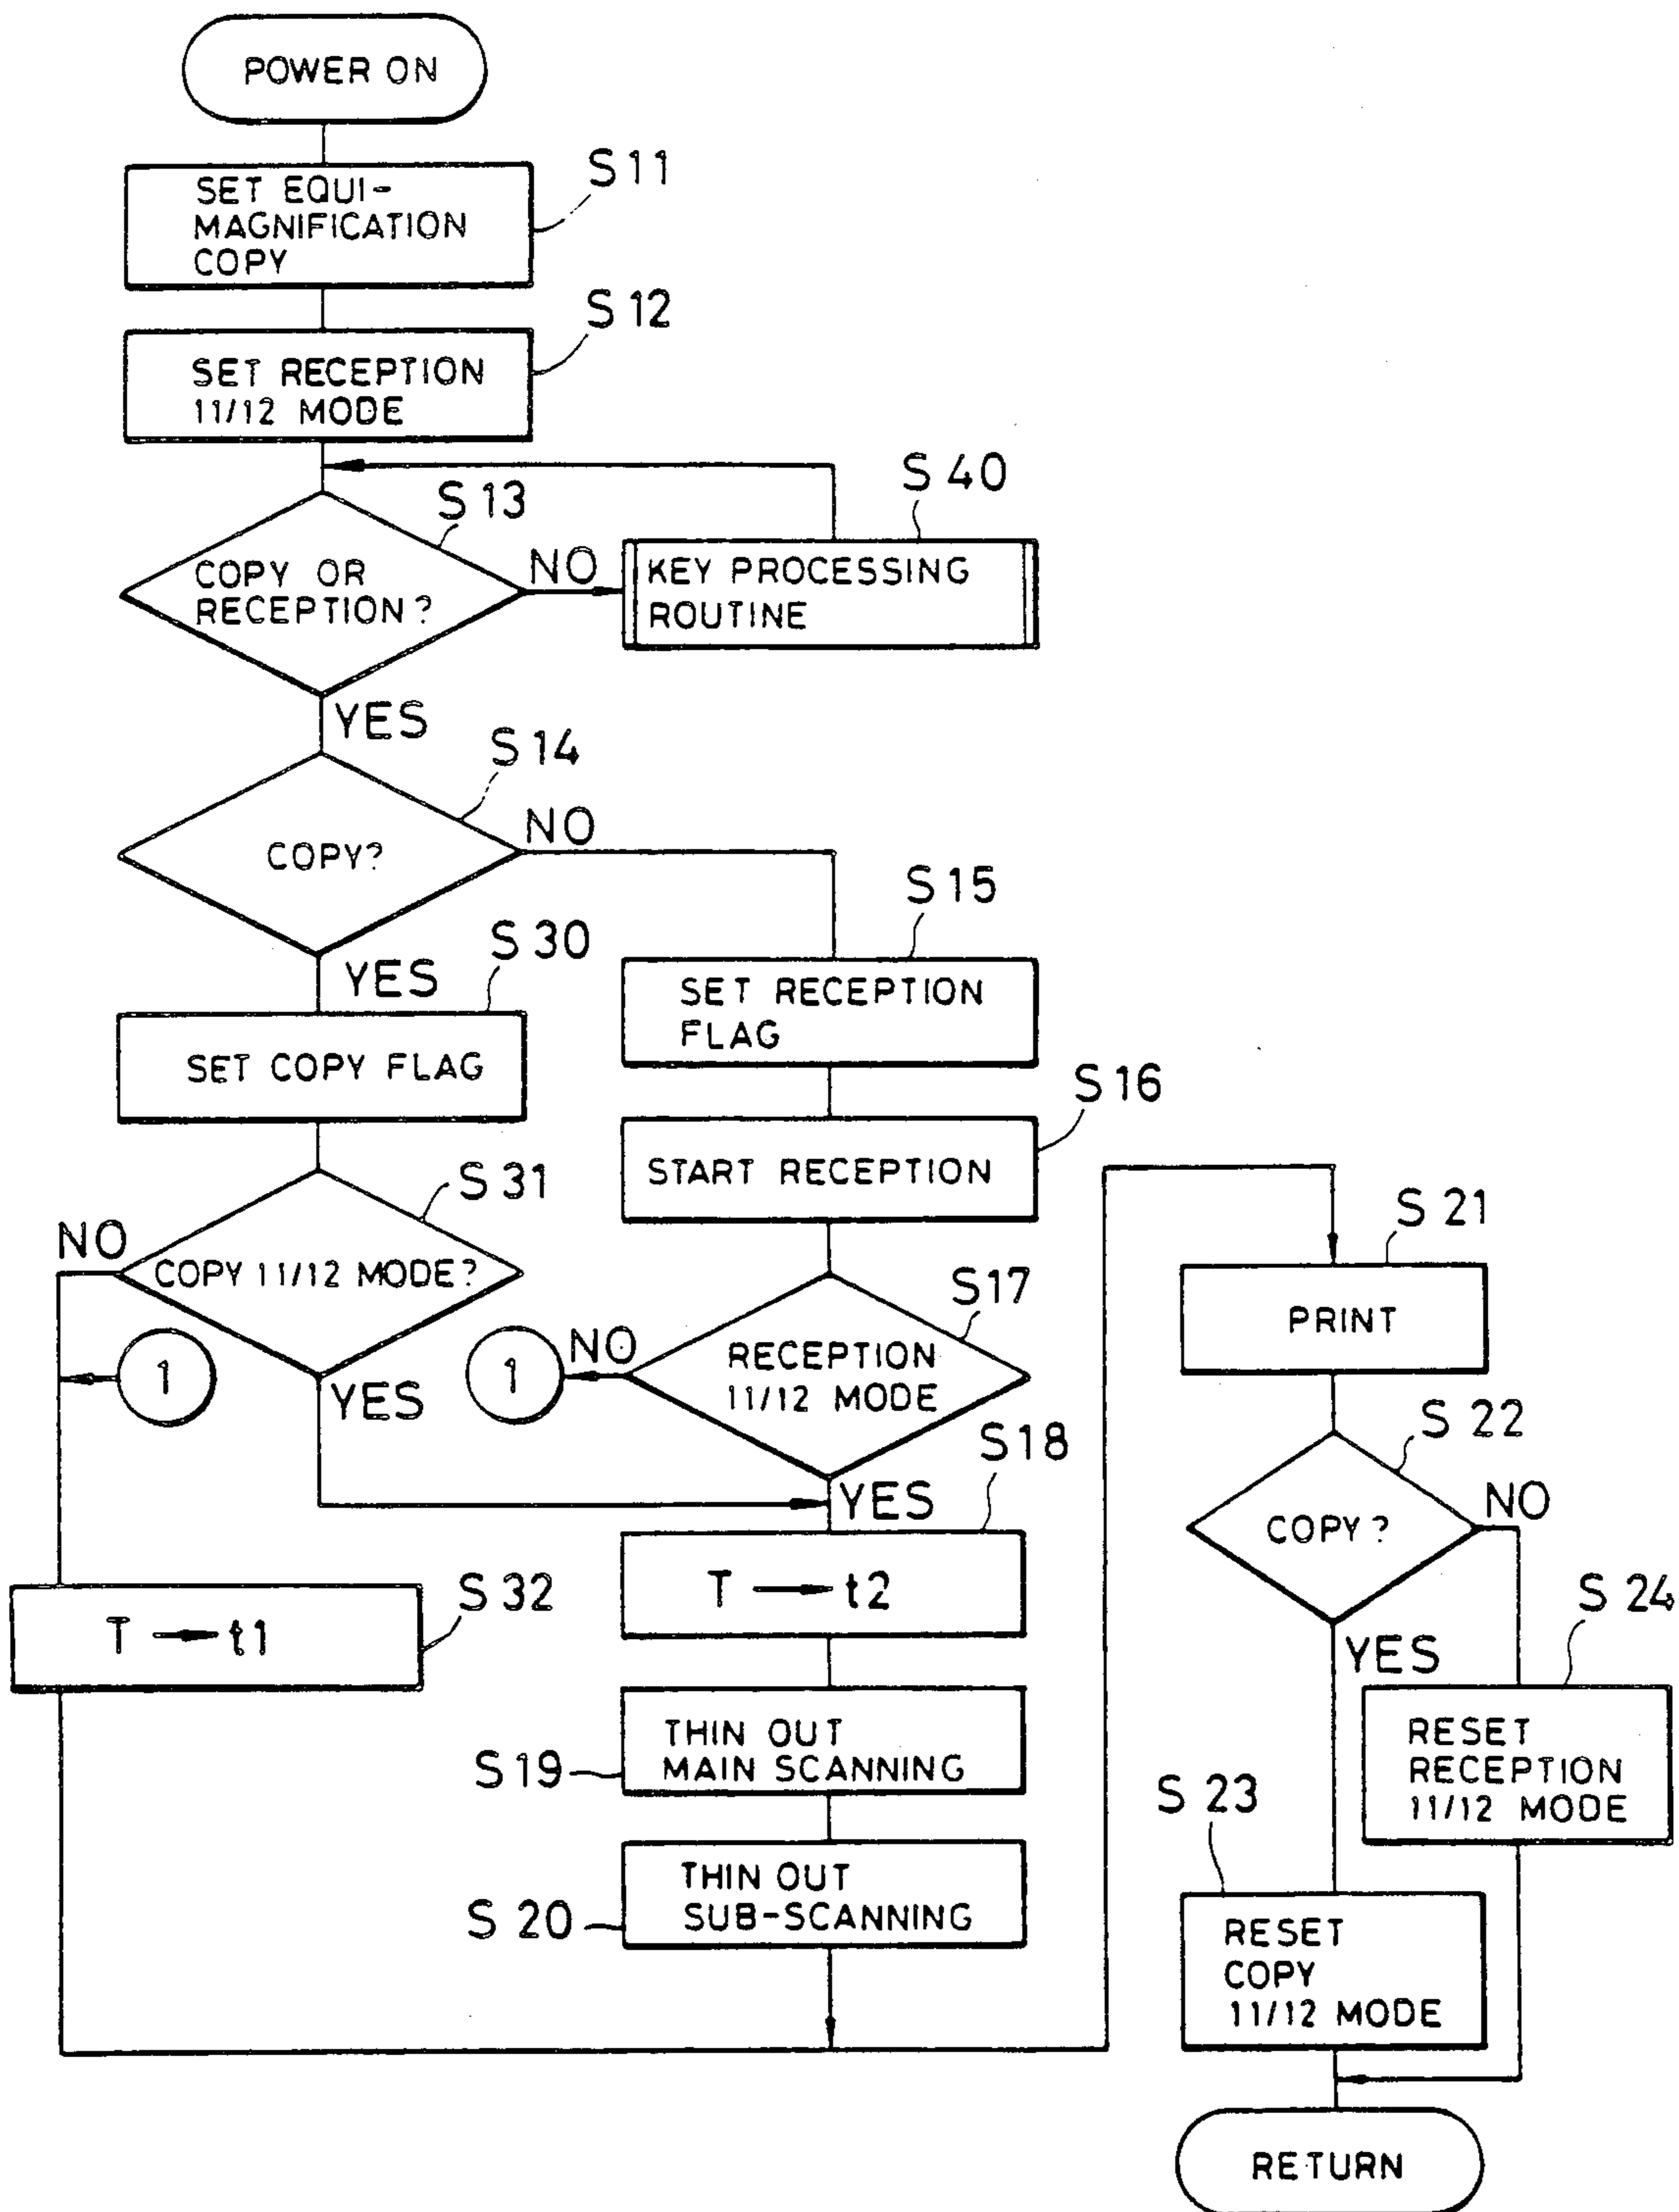 POWER ON
S11
SET EQUI-
MAGNIFICATION
COPY
S12
SET RECEPTION
11/12 MODE
S13
S40
COPY OR
RECEPTION?
NO
KEY PROCESSING
ROUTINE
YES
S14
COPY?
NO
S15
YES
S30
SET RECEPTION
FLAG
SET COPY FLAG
S16
START RECEPTION
S31
NO
COPY 11/12 MODE?
S17
1
YES
1
NO
RECEPTION
11/12 MODE
S18
YES
T → t2
S32
T → t1
S19
THIN OUT
MAIN SCANNING
S20
THIN OUT
SUB-SCANNING
S21
PRINT
S22
COPY?
NO
YES
S24
RESET
RECEPTION
11/12 MODE
S23
RESET
COPY
11/12 MODE
RETURN